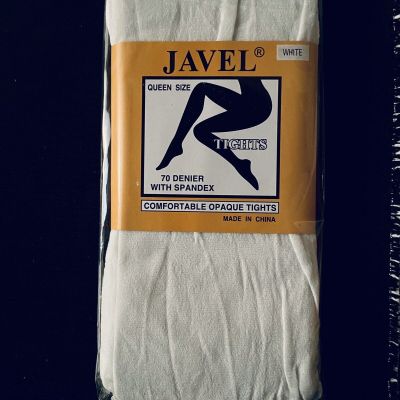 JAVEL®
WHITE
QUEEN SIZE
TIGHTS
70 DENIER
WITH SPANDEX
COMFORTABLE OPAQUE TIGHTS
MADE IN CHINA